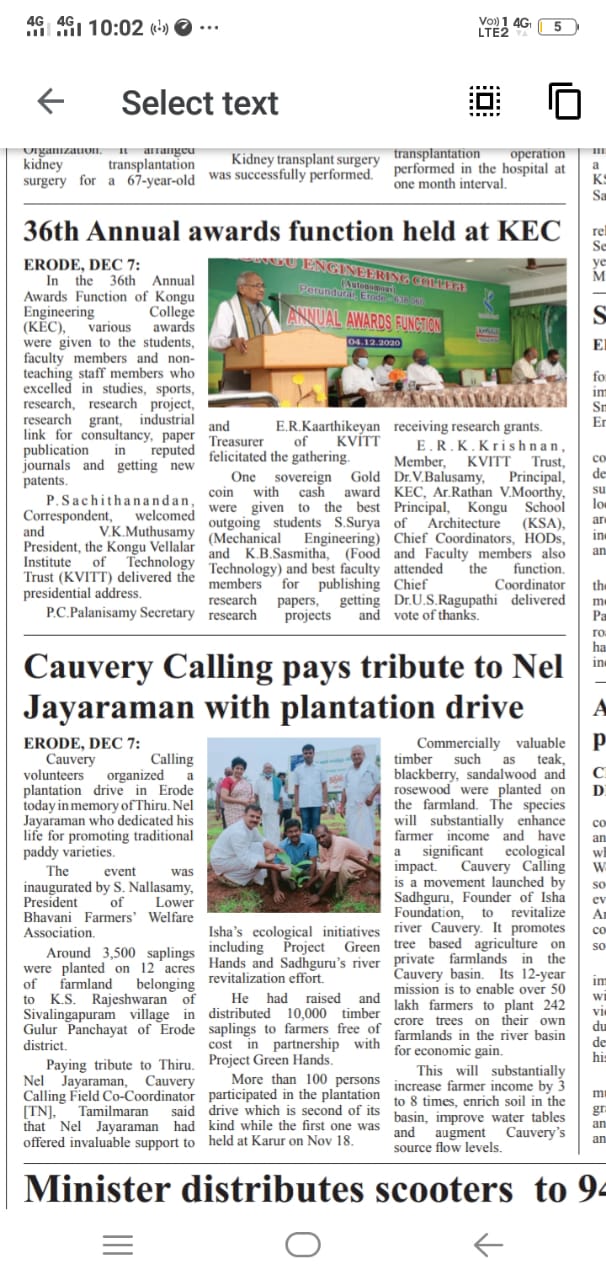 4G 4G 10:02
Vo)) 1 4G
LTE2
5
Select text
Organization. It arranged
kidney transplantation
surgery for a 67-year-old
Kidney transplant surgery
was successfully performed.
transplantation operation
performed in the hospital at
one month interval.
36th Annual awards function held at KEC
ERODE, DEC 7:
In the 36th Annual
Awards Function of Kongu
Engineering College
(KEC), various awards
were given to the students,
faculty members and non-
teaching staff members who
excelled in studies, sports,
research, research project,
research grant, industrial
link for consultancy, paper
publication in reputed
journals and getting new
patents.
P.Sachithanandan,
Correspondent, welcomed
and V.K.Muthusamy
President, the Kongu Vellalar
Institute of Technology
Trust (KVITT) delivered the
presidential address.
P.C.Palanisamy Secretary
ENGINEERING COLLEGE
(Autonomous)
Perundurai, Erode - 638 060
ANNUAL AWARDS FUNCTION
04.12.2020
and E.R.Kaarthikeyan
Treasurer of KVITT
felicitated the gathering.
One sovereign Gold
coin with cash award
were given to the best
outgoing students S.Surya
(Mechanical Engineering)
and K.B.Sasmitha, (Food
Technology) and best faculty
members for publishing
research papers, getting
research projects and
receiving research grants.
E.R.K.Krishnan,
Member, KVITT Trust,
Dr.V.Balusamy, Principal,
KEC, Ar.Rathan V.Moorthy,
Principal, Kongu School
of Architecture (KSA),
Chief Coordinators, HODs,
and Faculty members also
attended the function.
Chief Coordinator
Dr.U.S.Ragupathi delivered
vote of thanks.
Cauvery Calling pays tribute to Nel
Jayaraman with plantation drive
ERODE, DEC 7:
Cauvery Calling
volunteers organized a
plantation drive in Erode
today in memory of Thiru. Nel
Jayaraman who dedicated his
life for promoting traditional
paddy varieties.
The event was
inaugurated by S. Nallasamy,
President of Lower
Bhavani Farmers' Welfare
Association.
Around 3,500 saplings
were planted on 12 acres
of farmland belonging
to K.S. Rajeshwaran of
Sivalingapuram village in
Gulur Panchayat of Erode
district.
Paying tribute to Thiru.
Nel Jayaraman, Cauvery
Calling Field Co-Coordinator
[TN], Tamilmaran said
that Nel Jayaraman had
offered invaluable support to
Isha's ecological initiatives
including Project Green
Hands and Sadhguru's river
revitalization effort.
He had raised and
distributed 10,000 timber
saplings to farmers free of
cost in partnership with
Project Green Hands.
More than 100 persons
participated in the plantation
drive which is second of its
kind while the first one was
held at Karur on Nov 18.
Commercially valuable
timber such as teak,
blackberry, sandalwood and
rosewood were planted on
the farmland. The species
will substantially enhance
farmer income and have
a significant ecological
impact. Cauvery Calling
is a movement launched by
Sadhguru, Founder of Isha
Foundation, to revitalize
river Cauvery. It promotes
tree based agriculture on
private farmlands in the
Cauvery basin. Its 12-year
mission is to enable over 50
lakh farmers to plant 242
crore trees on their own
farmlands in the river basin
for economic gain.
This will substantially
increase farmer income by 3
to 8 times, enrich soil in the
basin, improve water tables
and augment Cauvery's
source flow levels.
Minister distributes scooters to